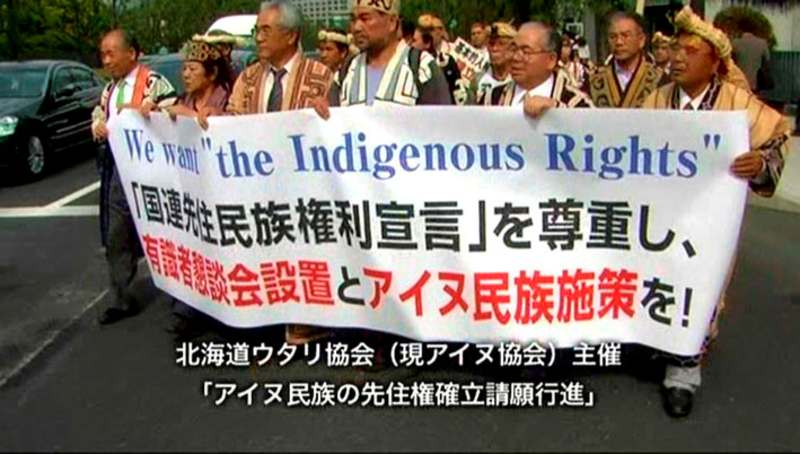 We want "the Indigenous Rights"
「国連先住民族権利宣言」を尊重し、
有識者懇談会設置とアイヌ民族施策を!
北海道ウタリ協会（現アイヌ協会）主催
「アイヌ民族の先住権確立請願行進」